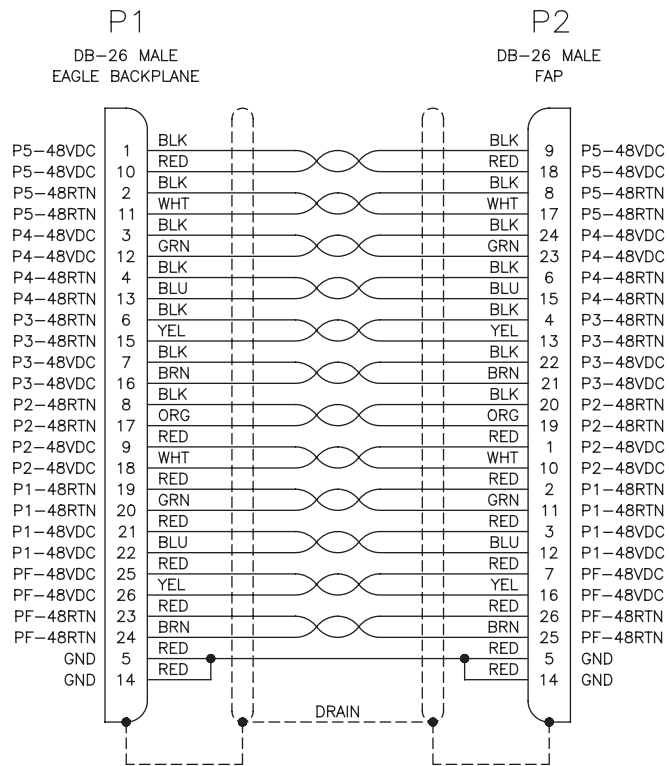 P1 P2
DB-26 MALE DB-26 MALE
EAGLE BACKPLANE FAP
P5-48VDC 1 BLK BLK 9 P5-48VDC
P5-48VDC 10 RED RED 18 P5-48VDC
P5-48RTN 2 BLK BLK 8 P5-48RTN
P5-48RTN 11 WHT WHT 17 P5-48RTN
P4-48VDC 3 BLK BLK 24 P4-48VDC
P4-48VDC 12 GRN GRN 23 P4-48VDC
P4-48RTN 4 BLK BLK 6 P4-48RTN
P4-48RTN 13 BLU BLU 15 P4-48RTN
P3-48RTN 6 BLK BLK 4 P3-48RTN
P3-48RTN 15 YEL YEL 13 P3-48RTN
P3-48VDC 7 BLK BLK 22 P3-48VDC
P3-48VDC 16 BRN BRN 21 P3-48VDC
P2-48RTN 8 BLK BLK 20 P2-48RTN
P2-48RTN 17 ORG ORG 19 P2-48RTN
P2-48VDC 9 RED RED 1 P2-48VDC
P2-48VDC 18 WHT WHT 10 P2-48VDC
P1-48RTN 19 RED RED 2 P1-48RTN
P1-48RTN 20 GRN GRN 11 P1-48RTN
P1-48VDC 21 RED RED 3 P1-48VDC
P1-48VDC 22 BLU BLU 12 P1-48VDC
PF-48VDC 25 RED RED 7 PF-48VDC
PF-48VDC 26 YEL YEL 16 PF-48VDC
PF-48RTN 23 RED RED 26 PF-48RTN
PF-48RTN 24 BRN BRN 25 PF-48RTN
GND 5 RED RED 5 GND
GND 14 RED RED 14 GND
DRAIN